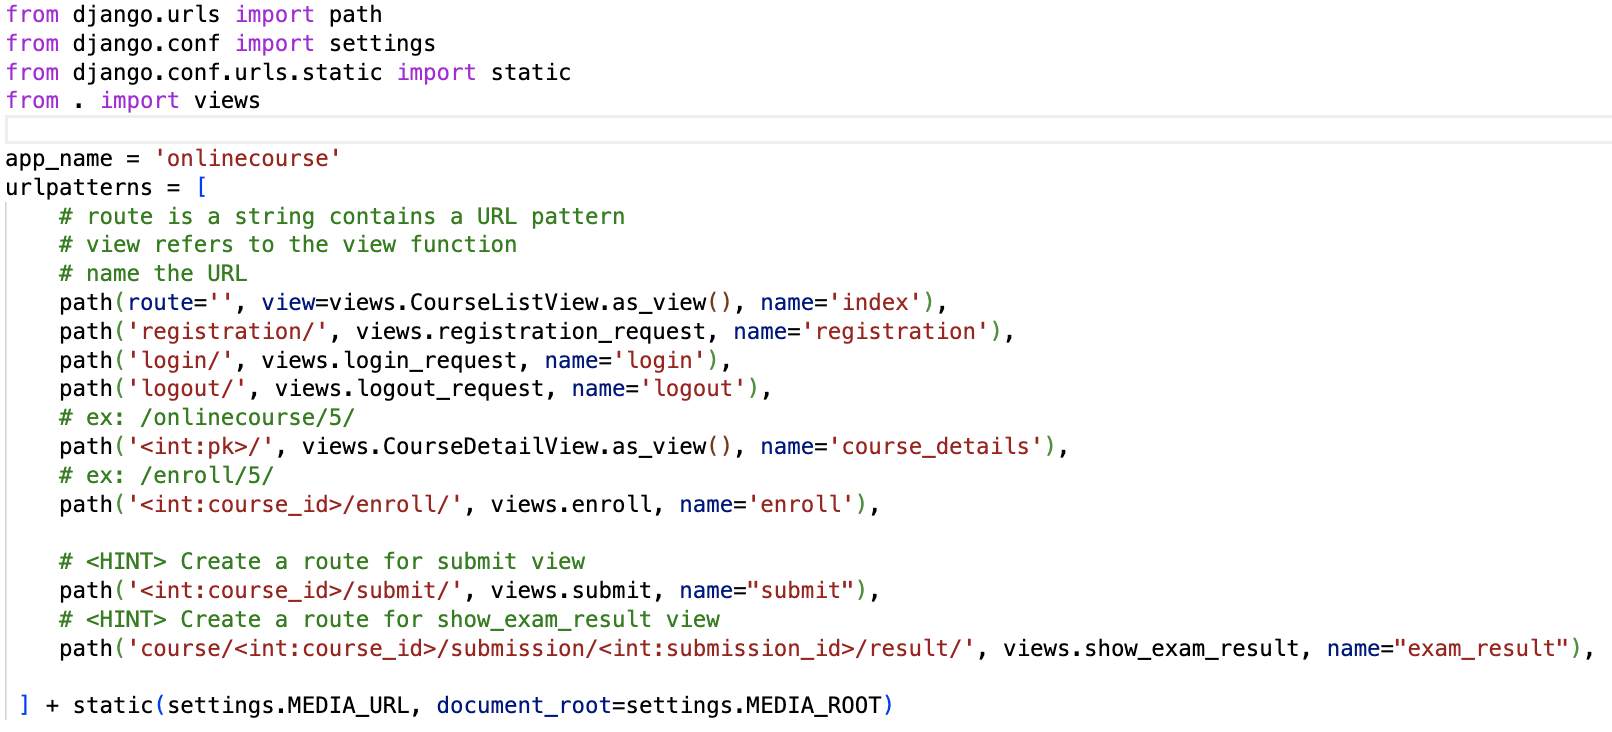 from django.urls import path
from django.conf import settings
from django.conf.urls.static import static
from . import views
app_name = 'onlinecourse'
urlpatterns = [
    # route is a string contains a URL pattern
    # view refers to the view function
    # name the URL
    path(route='', view=views.CourseListView.as_view(), name='index'),
    path('registration/', views.registration_request, name='registration'),
    path('login/', views.login_request, name='login'),
    path('logout/', views.logout_request, name='logout'),
    # ex: /onlinecourse/5/
    path('<int:pk>/', views.CourseDetailView.as_view(), name='course_details'),
    # ex: /enroll/5/
    path('<int:course_id>/enroll/', views.enroll, name='enroll'),
    # <HINT> Create a route for submit view
    path('<int:course_id>/submit/', views.submit, name="submit"),
    # <HINT> Create a route for show_exam_result view
    path('course/<int:course_id>/submission/<int:submission_id>/result/', views.show_exam_result, name="exam_result"),
 ] + static(settings.MEDIA_URL, document_root=settings.MEDIA_ROOT)